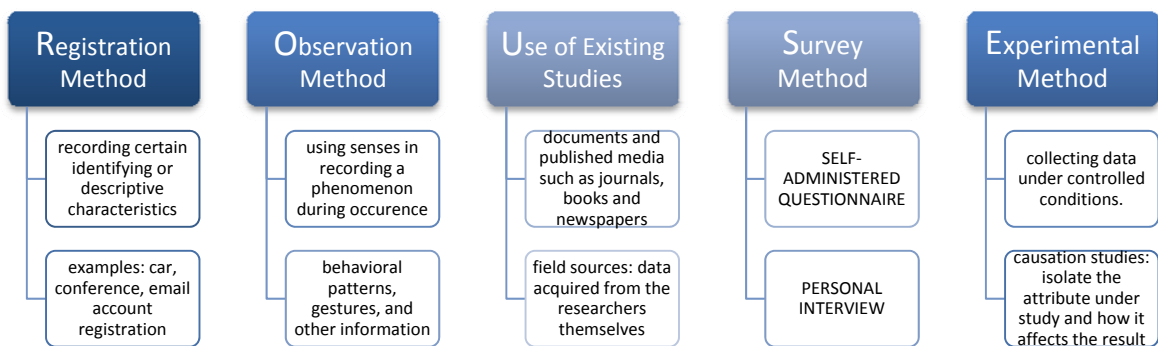 Registration
Method
recording certain
identifying or
descriptive
characteristics
examples: car,
conference, email
account
registration
Observation
Method
using senses in
recording a
phenomenon
during occurence
behavioral
patterns,
gestures, and
other information
Use of Existing
Studies
documents and
published media
such as journals,
books and
newspapers
field sources: data
acquired from the
researchers
themselves
Survey
Method
SELF-
ADMINISTERED
QUESTIONNAIRE
PERSONAL
INTERVIEW
Experimental
Method
collecting data
under controlled
conditions.
causation studies:
isolate the
attribute under
study and how it
affects the result